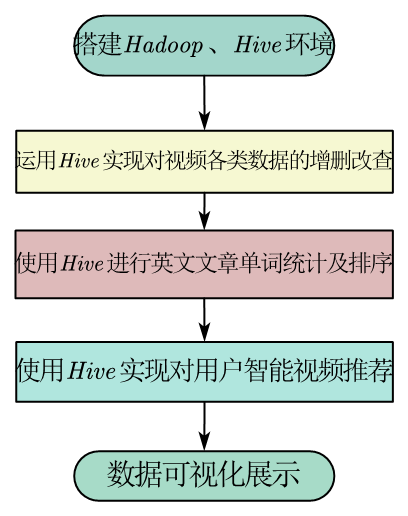 搭建Hadoop、Hive环境
运用Hive实现对视频各类数据的增删改查
使用Hive进行英文文章单词统计及排序
使用Hive实现对用户智能视频推荐
数据可视化展示